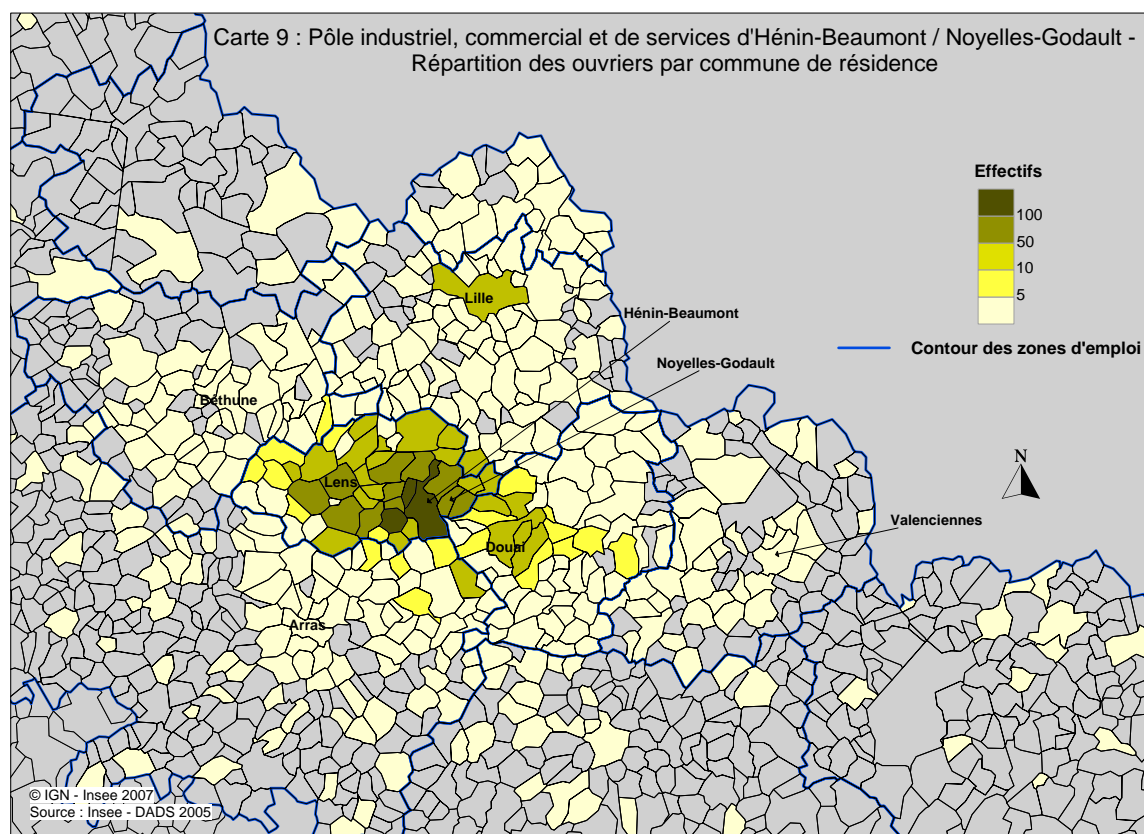 Carte 9 : Pôle industriel, commercial et de services d'Hénin-Beaumont / Noyelles-Godault -
Répartition des ouvriers par commune de résidence
Effectifs
100
50
10
5
Contour des zones d'emploi
Lille
Hénin-Beaumont
Noyelles-Godault
Béthune
Lens
N
Valenciennes
Douai
Arras
© IGN - Insee 2007
Source : Insee - DADS 2005